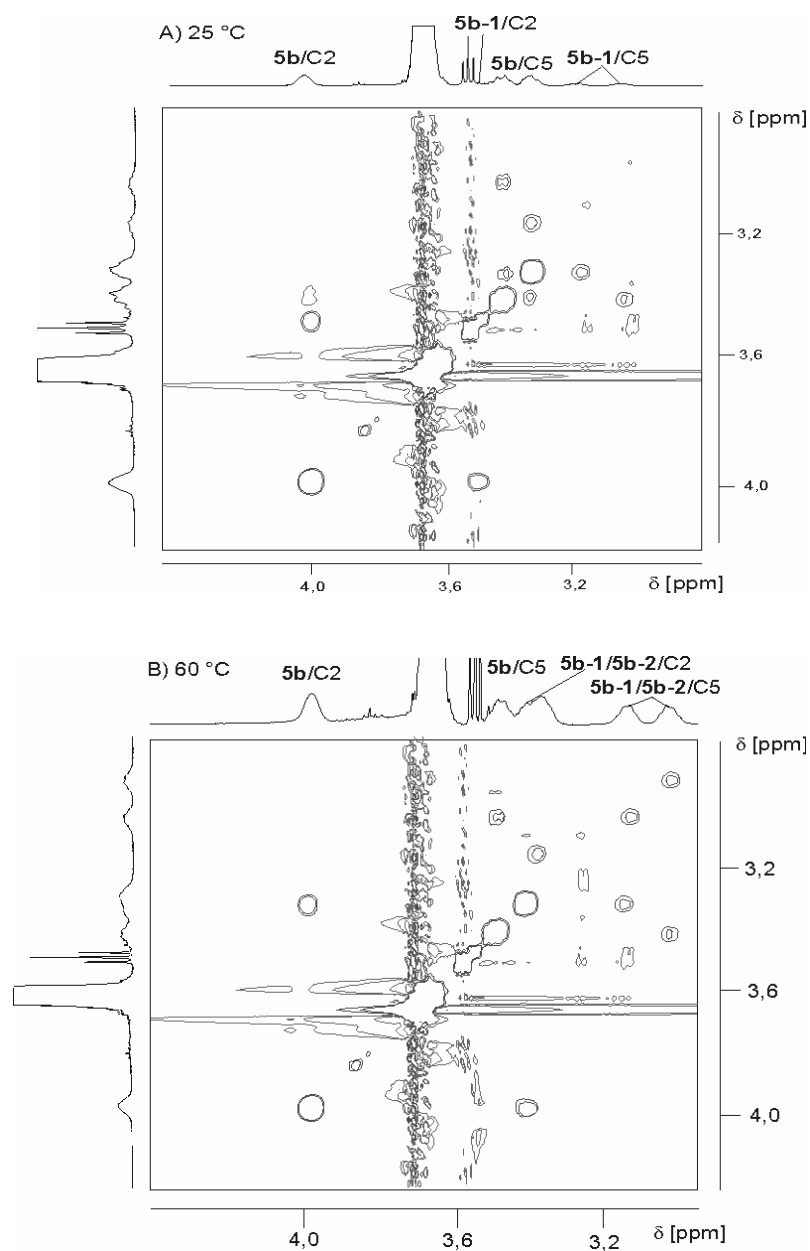 A) 25 °C
5b-1/C2
5b/C2
5b/C5
5b-1/C5
δ [ppm]
3,2
3,6
4,0
4,0
3,6
3,2
δ [ppm]
B) 60 °C
5b/C2
5b/C5
5b-1/5b-2/C2
5b-1/5b-2/C5
δ [ppm]
3,2
3,6
4,0
4,0
3,6
3,2
δ [ppm]